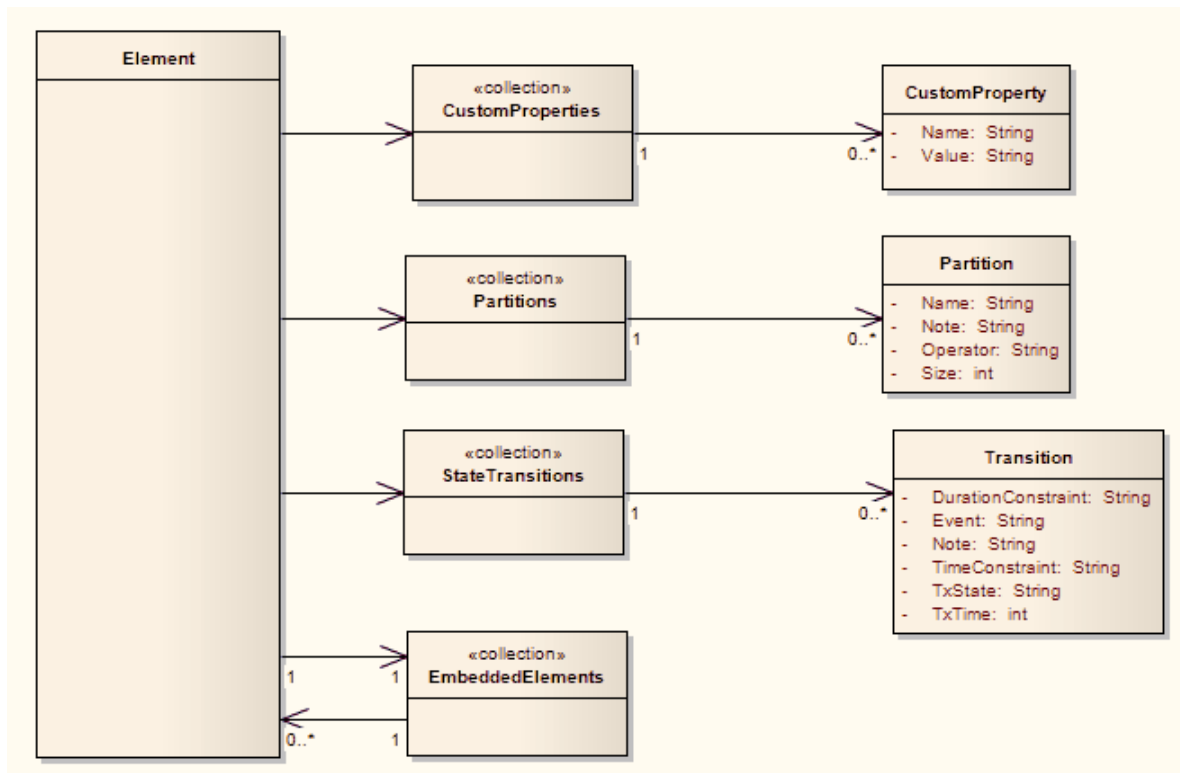 Element
«collection»
CustomProperties
1
0..*
CustomProperty
- Name: String
- Value: String
«collection»
Partitions
1
0..*
Partition
- Name: String
- Note: String
- Operator: String
- Size: int
«collection»
StateTransitions
1
0..*
Transition
- DurationConstraint: String
- Event: String
- Note: String
- TimeConstraint: String
- TxState: String
- TxTime: int
1
1
«collection»
EmbeddedElements
0..*
1